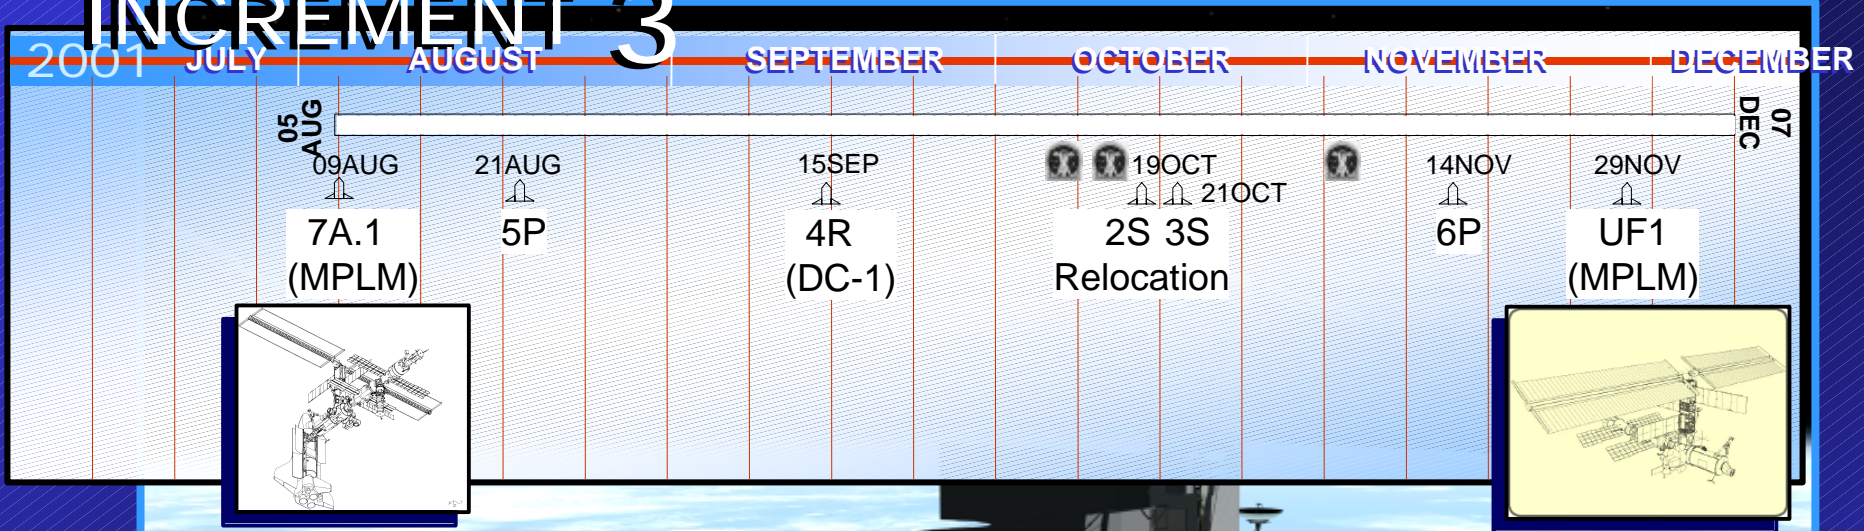 INCREMENT 3
2001 JULY AUGUST SEPTEMBER OCTOBER NOVEMBER DECEMBER
05 AUG
07 DEC
09AUG 21AUG 15SEP 19OCT 14NOV 29NOV
21OCT
7A.1 5P 4R 2S 3S 6P UF1
(MPLM) (DC-1) Relocation (MPLM)